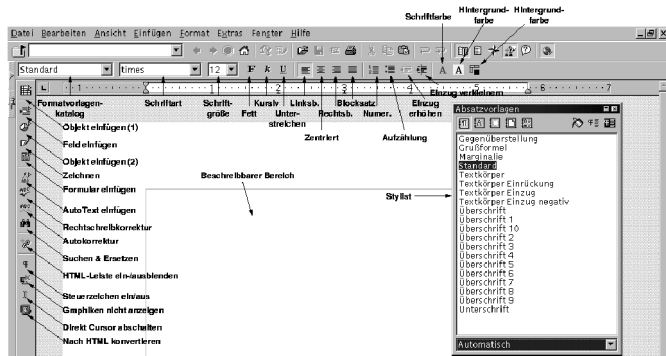 Schriftfarbe
Hintergrund-
farbe
Hintergrund-
farbe
Datei Bearbeiten Ansicht Einfügen Format Extras Fenster Hilfe
Standard
times
12
F k U
A A
Einzug verkleinern
Formatvorlagen-
katalog
Schriftart
Schrift-
größe
Fett
Kursiv
Unter-
streichen
Linksb.
Zentriert
Rechtsb.
Blocksatz
Numer.
Aufzählung
Einzug
erhöhen
Objekt einfügen (1)
Feld einfügen
Objekt einfügen (2)
Zeichnen
Formular einfügen
AutoText einfügen
Rechtschreibkorrektur
Autokorrektur
Suchen & Ersetzen
HTML-Leiste ein/ausblenden
Steuerzeichen ein/aus
Graphiken nicht anzeigen
Direkt Cursor abschalten
Nach HTML konvertieren
Beschreibbarer Bereich
Stylist
Absatzvorlagen
Gegenüberstellung
Grußformel
Marginalie
Standard
Textkörper
Textkörper Einrückung
Textkörper Einzug
Textkörper Einzug negativ
Überschrift
Überschrift 1
Überschrift 10
Überschrift 2
Überschrift 3
Überschrift 4
Überschrift 5
Überschrift 6
Überschrift 7
Überschrift 8
Überschrift 9
Unterschrift
Automatisch